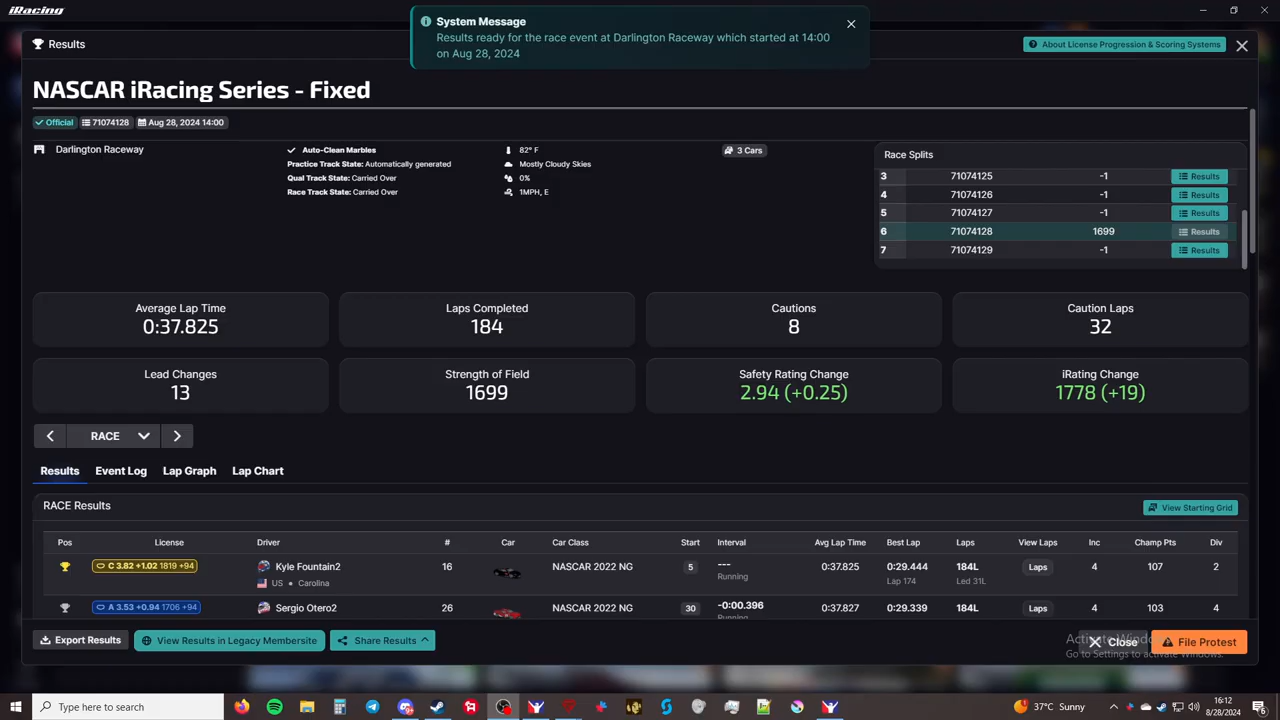 iRacing
System Message
Results ready for the race event at Darlington Raceway which started at 14:00
on Aug 28, 2024
Results
About License Progression & Scoring Systems
NASCAR iRacing Series - Fixed
Official 71074128 Aug 28, 2024 14:00
Darlington Raceway
Auto-Clean Marbles
Practice Track State: Automatically generated
Qual Track State: Carried Over
Race Track State: Carried Over
82° F
Mostly Cloudy Skies
0%
1MPH, E
3 Cars
Race Splits
3 71074125 -1 Results
4 71074126 -1 Results
5 71074127 -1 Results
6 71074128 1699 Results
7 71074129 -1 Results
Average Lap Time
0:37.825
Laps Completed
184
Cautions
8
Caution Laps
32
Lead Changes
13
Strength of Field
1699
Safety Rating Change
2.94 (+0.25)
iRating Change
1778 (+19)
RACE
Results Event Log Lap Graph Lap Chart
RACE Results
View Starting Grid
Pos License Driver # Car Car Class Start Interval Avg Lap Time Best Lap Laps View Laps Inc Champ Pts Div
C 3.82 +1.02 1819 +94 Kyle Fountain2 16 NASCAR 2022 NG 5 --- 0:37.825 0:29.444 184L Laps 4 107 2
US • Carolina Running Lap 174 Led 31L
A 3.53 +0.94 1706 +94 Sergio Otero2 26 NASCAR 2022 NG 30 -0:00.396 0:37.827 0:29.339 184L Laps 4 103 4
Running
Export Results View Results in Legacy Membersite Share Results
Close File Protest
Activate Windows
Go to Settings to activate Windows.
Type here to search
37°C Sunny
16:12
8/28/2024
6